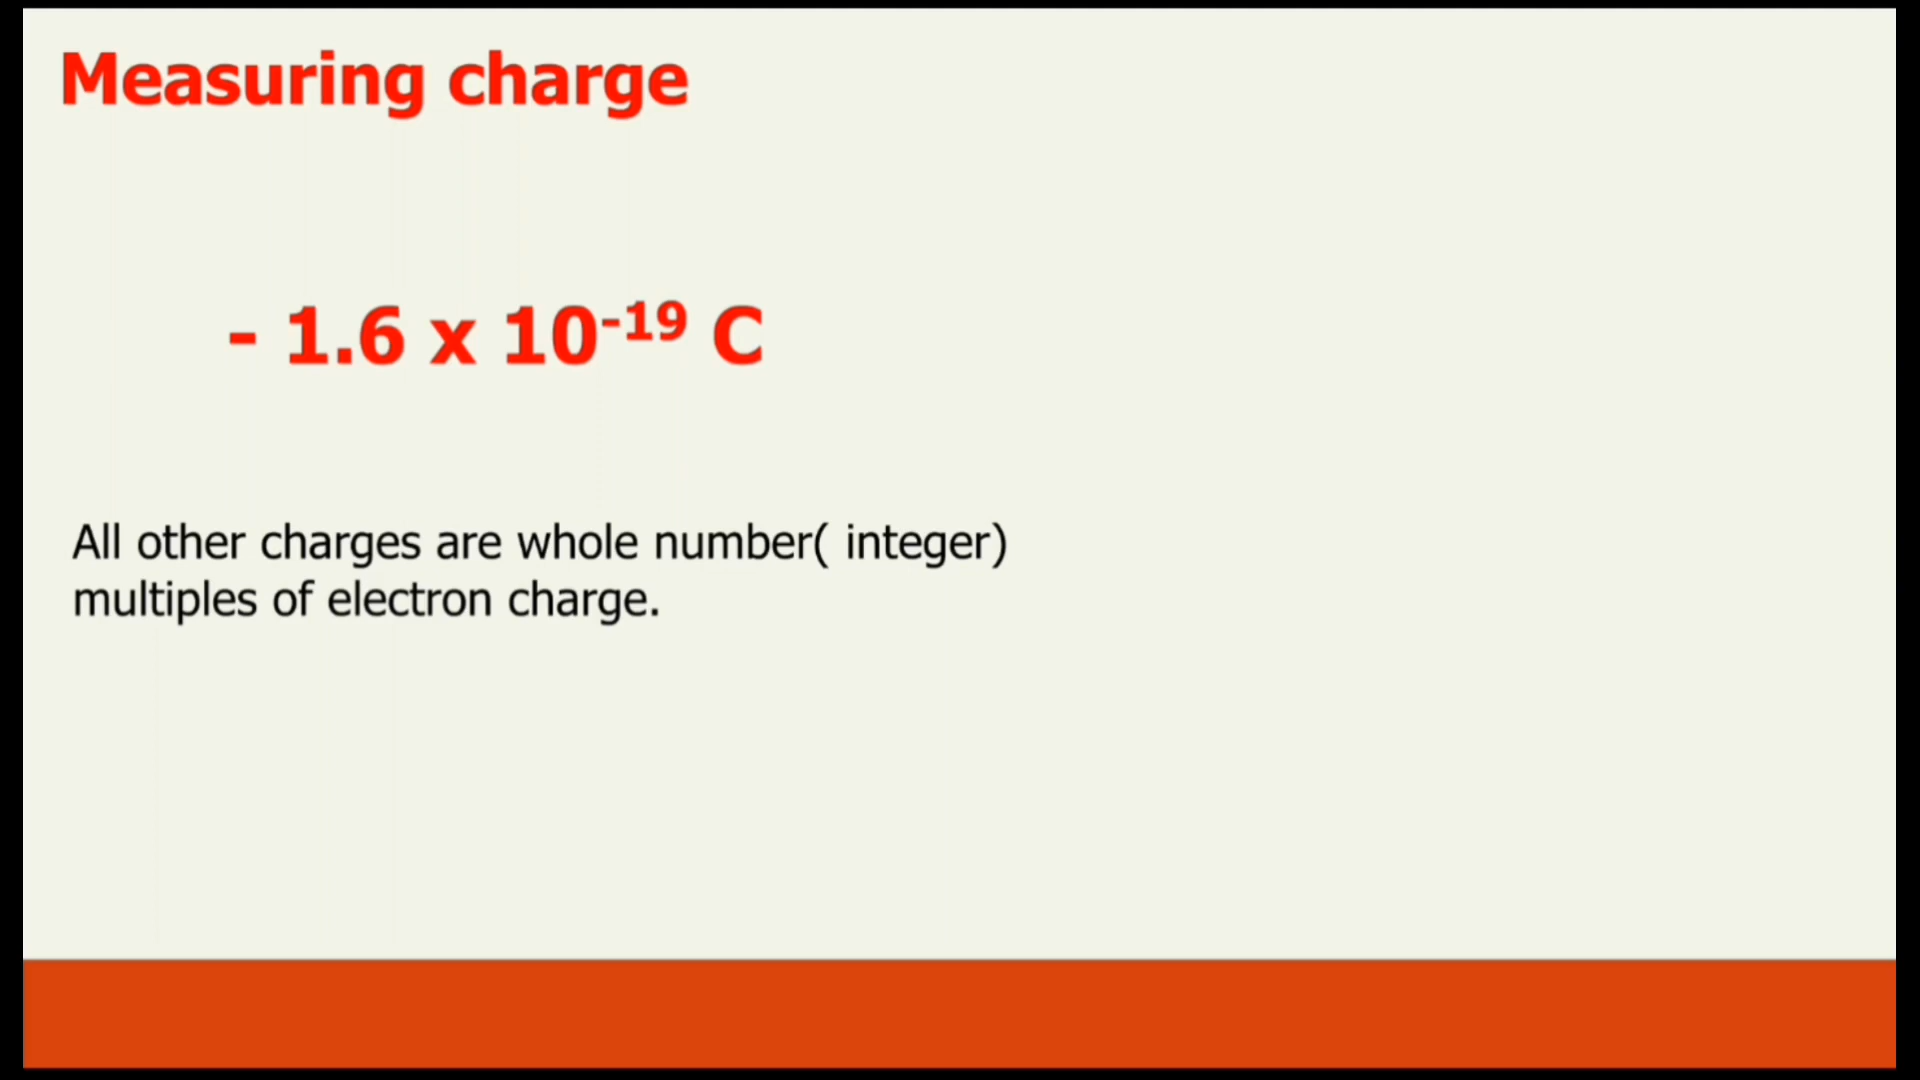 Measuring charge
- 1.6 x 10⁻¹⁹ C
All other charges are whole number( integer)
multiples of electron charge.